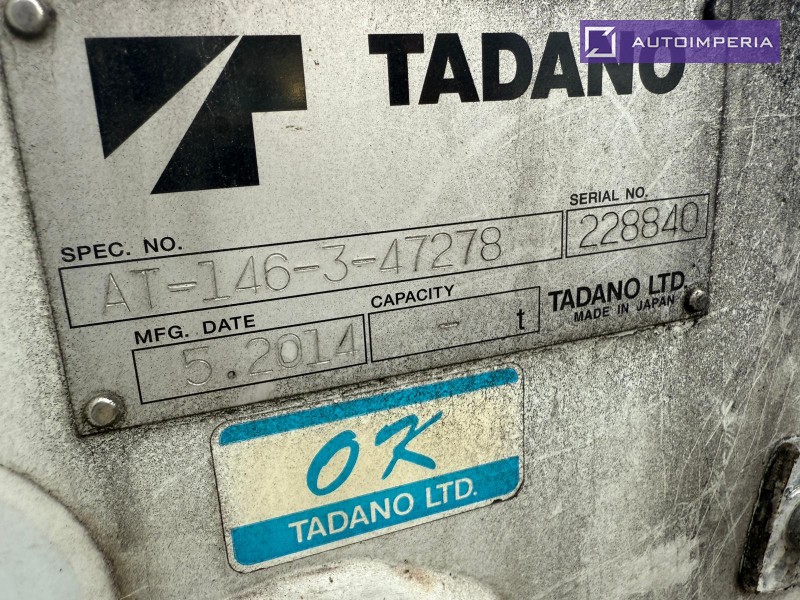 AUTOIMPERIA
TADANO
SPEC. NO.
AT-146-3-47278
SERIAL NO.
228840
MFG. DATE
5.2014
CAPACITY
- t
TADANO LTD.
MADE IN JAPAN
OK
TADANO LTD.